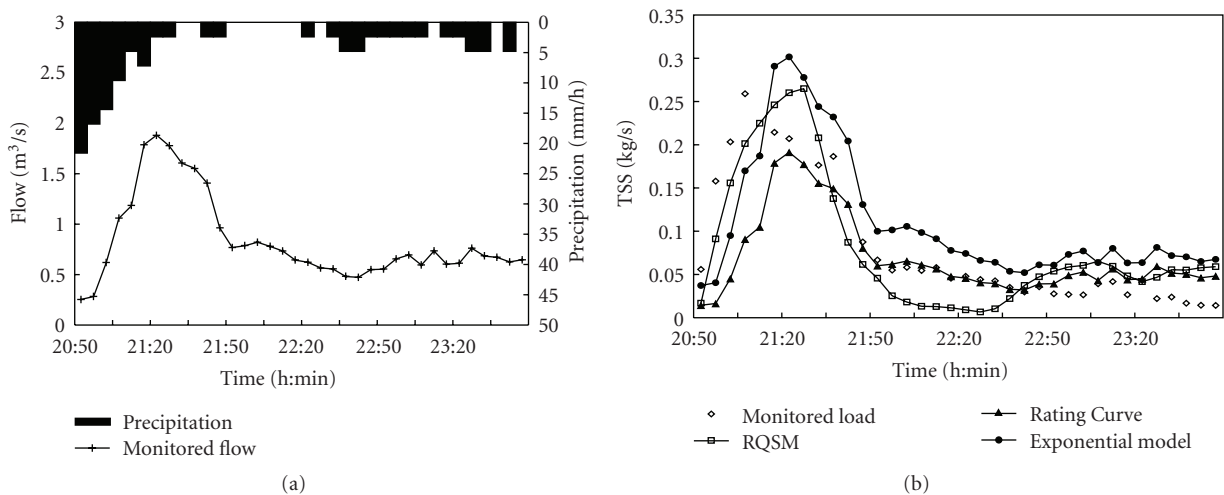 3
2.5
2
1.5
1
0.5
0
Flow (m³/s)
0
5
10
15
20
25
30
35
40
45
50
Precipitation (mm/h)
20:50 21:20 21:50 22:20 22:50 23:20
Time (h:min)
Precipitation
Monitored flow
(a)
0.35
0.3
0.25
0.2
0.15
0.1
0.05
0
TSS (kg/s)
20:50 21:20 21:50 22:20 22:50 23:20
Time (h:min)
Monitored load
RQSM
Rating Curve
Exponential model
(b)